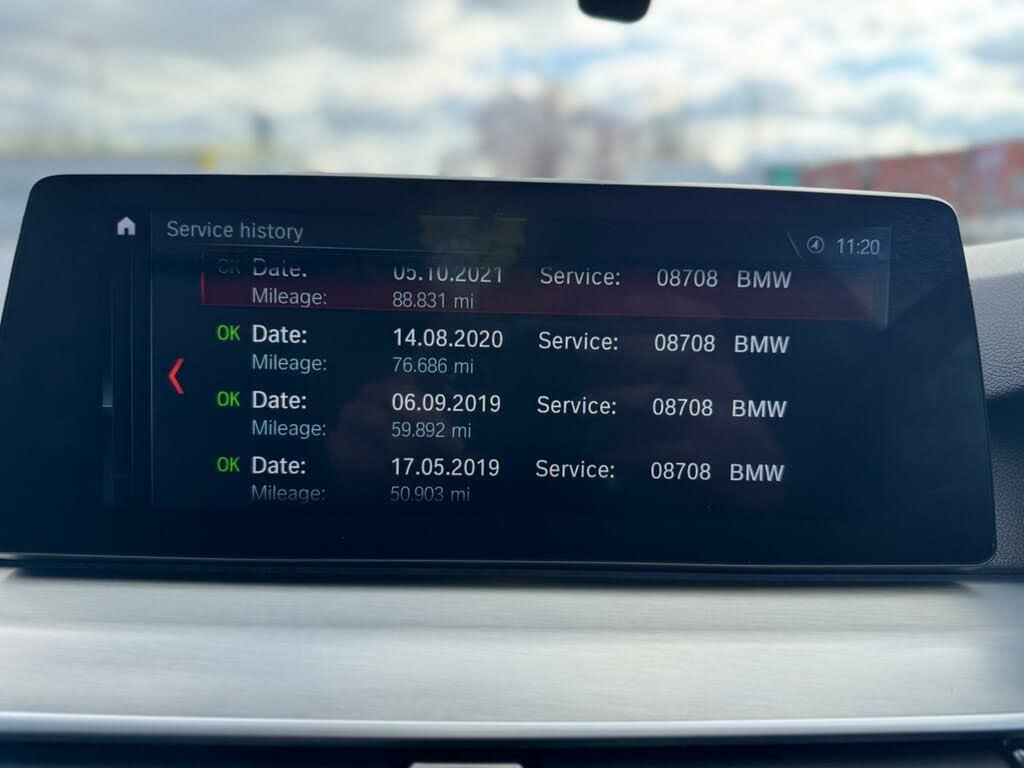 Service history
11:20
OK Date: 05.10.2021 Service: 08708 BMW
Mileage: 88.831 mi
OK Date: 14.08.2020 Service: 08708 BMW
Mileage: 76.686 mi
OK Date: 06.09.2019 Service: 08708 BMW
Mileage: 59.892 mi
OK Date: 17.05.2019 Service: 08708 BMW
Mileage: 50.903 mi